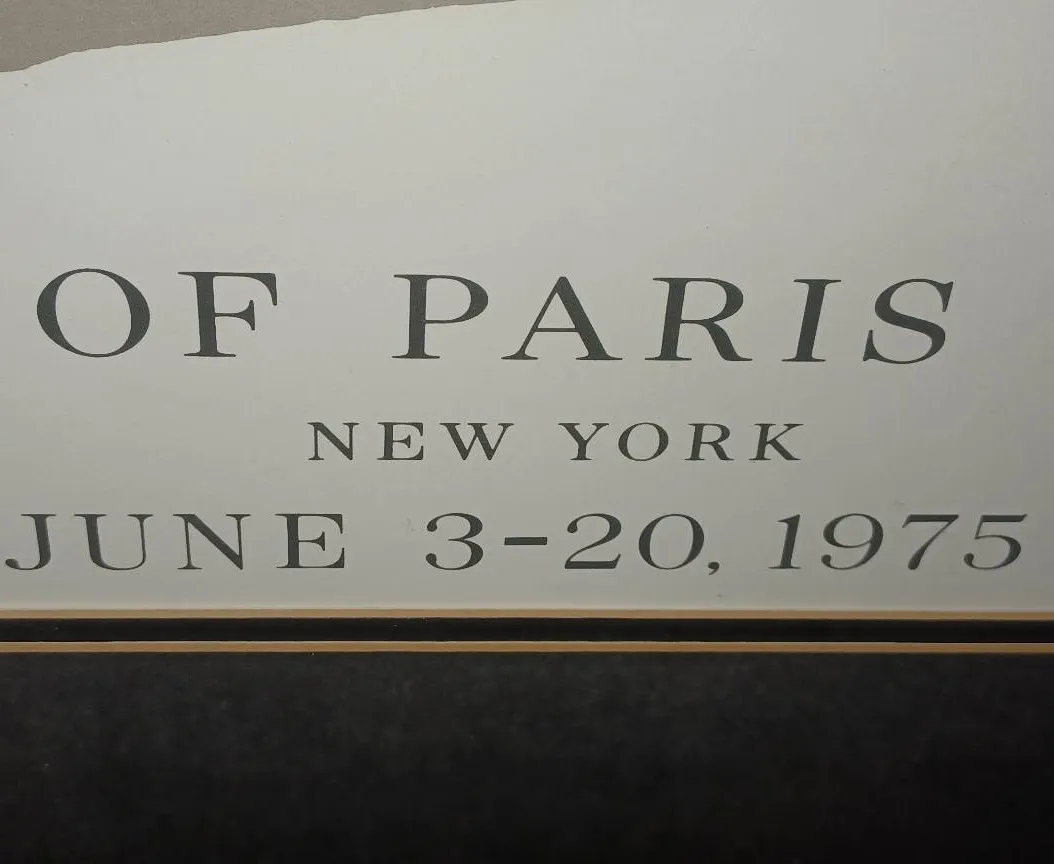 OF PARIS
NEW YORK
JUNE 3-20, 1975